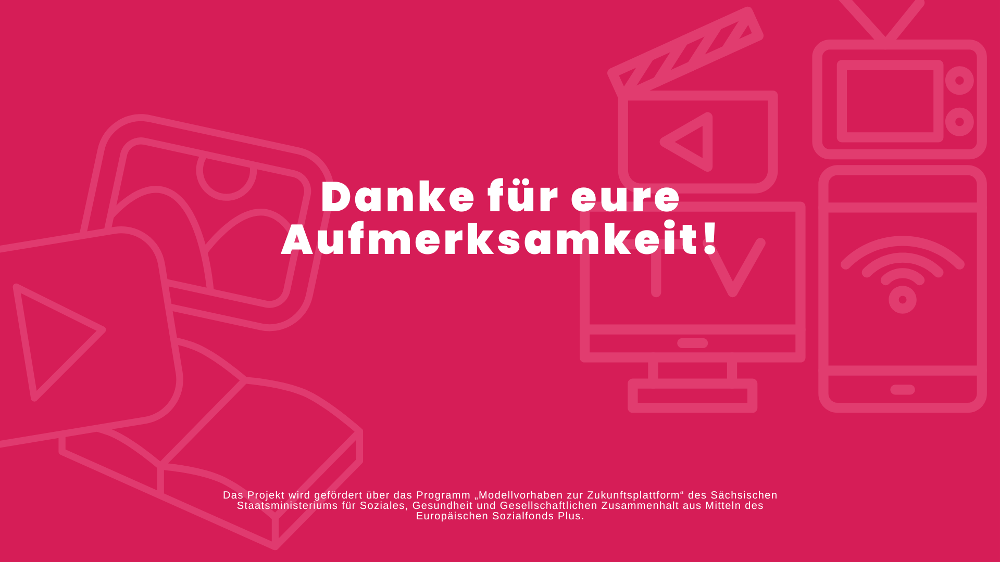 Danke für eure
Aufmerksamkeit!
TV
Das Projekt wird gefördert über das Programm „Modellvorhaben zur Zukunftsplattform“ des Sächsischen
Staatsministeriums für Soziales, Gesundheit und Gesellschaftlichen Zusammenhalt aus Mitteln des
Europäischen Sozialfonds Plus.